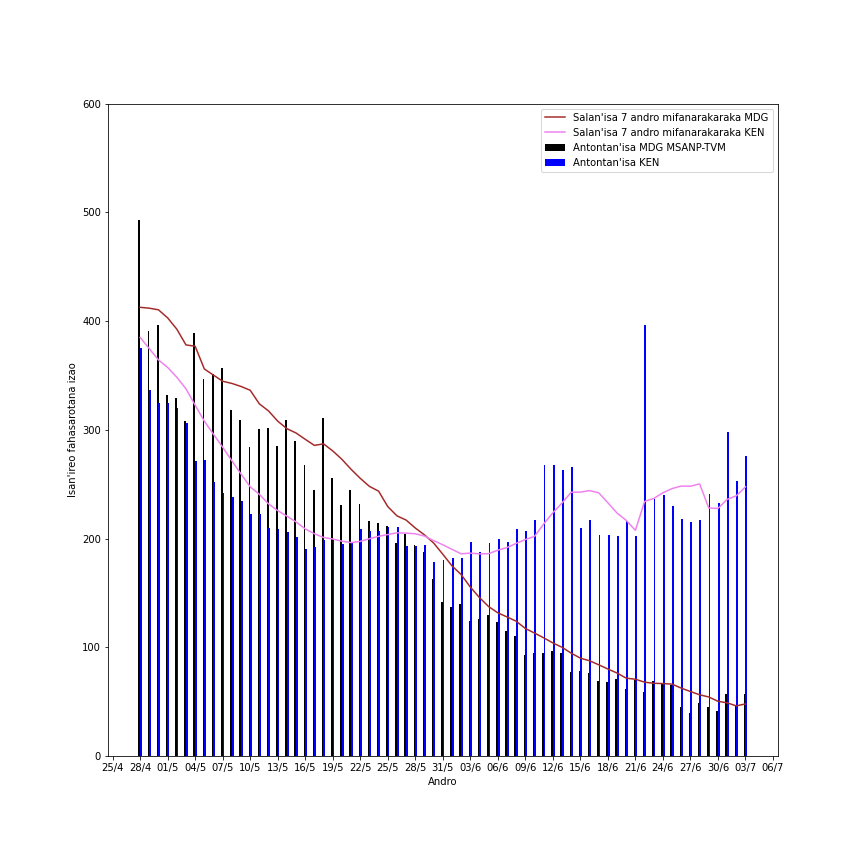 600
500
400
300
200
100
0
Isan'ireo fahasarotana izao
Salan'isa 7 andro mifanarakaraka MDG
Salan'isa 7 andro mifanarakaraka KEN
Antontan'isa MDG MSANP-TVM
Antontan'isa KEN
25/4 28/4 01/5 04/5 07/5 10/5 13/5 16/5 19/5 22/5 25/5 28/5 31/5 03/6 06/6 09/6 12/6 15/6 18/6 21/6 24/6 27/6 30/6 03/7 06/7
Andro